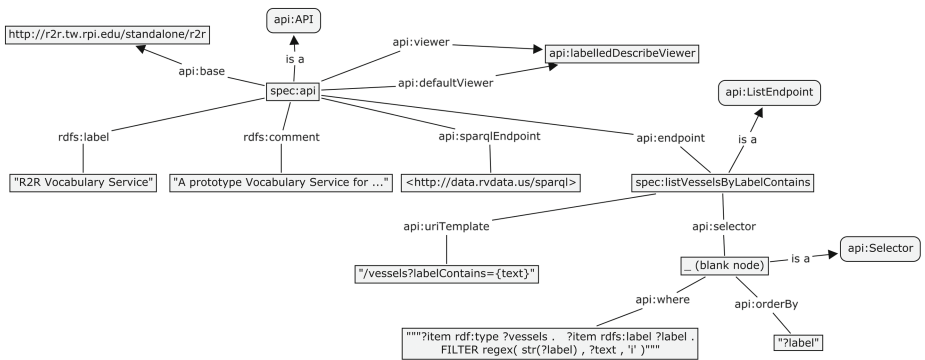 api:API
http://r2r.tw.rpi.edu/standalone/r2r
api:viewer
is a
api:labelledDescribeViewer
api:base
api:defaultViewer
spec:api
api:ListEndpoint
rdfs:label
rdfs:comment
api:sparqlEndpoint
api:endpoint
is a
"R2R Vocabulary Service"
"A prototype Vocabulary Service for ..."
<http://data.rvdata.us/sparql>
spec:listVesselsByLabelContains
api:uriTemplate
api:selector
api:Selector
is a
"/vessels?labelContains={text}"
_ (blank node)
api:where
api:orderBy
"""?item rdf:type ?vessels . ?item rdfs:label ?label .
FILTER regex( str(?label) , ?text , 'i' )"""
"?label"